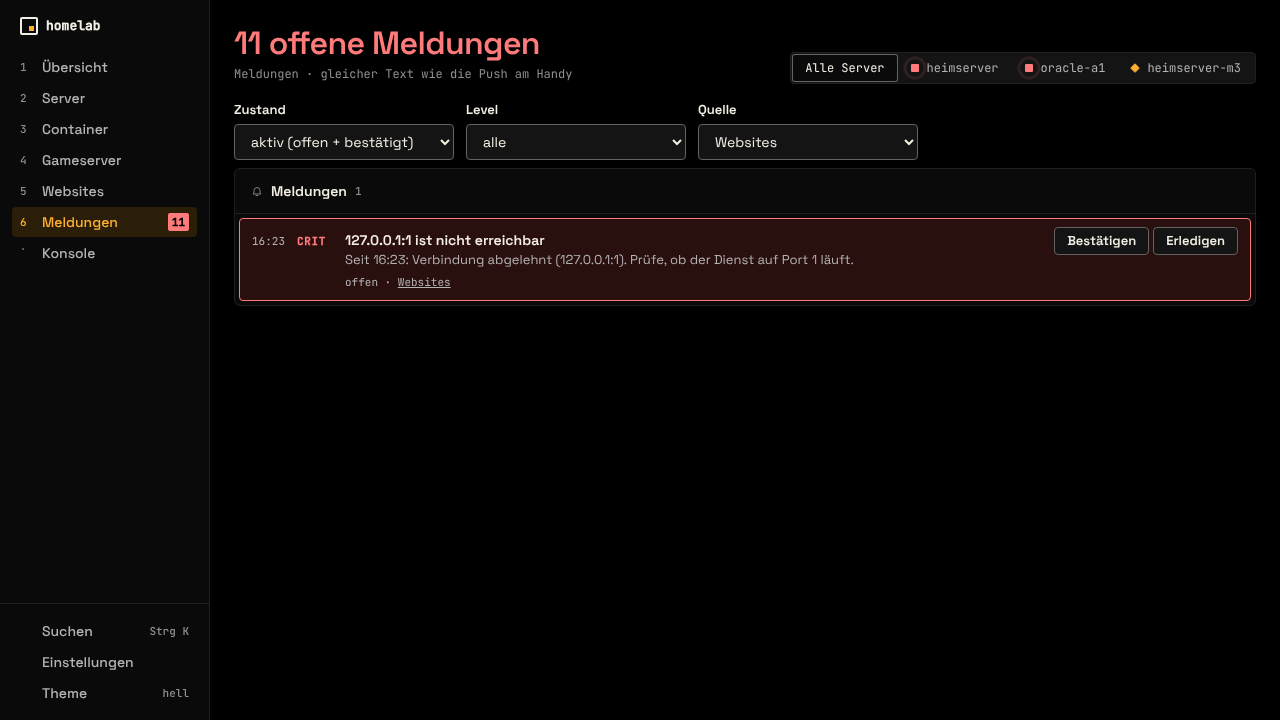 homelab
1 Übersicht
2 Server
3 Container
4 Gameserver
5 Websites
6 Meldungen 11
` Konsole
Suchen Strg K
Einstellungen
Theme hell
11 offene Meldungen
Meldungen · gleicher Text wie die Push am Handy
Alle Server heimserver oracle-a1 heimserver-m3
Zustand Level Quelle
aktiv (offen + bestätigt) alle Websites
Meldungen 1
16:23 CRIT 127.0.0.1:1 ist nicht erreichbar Bestätigen Erledigen
Seit 16:23: Verbindung abgelehnt (127.0.0.1:1). Prüfe, ob der Dienst auf Port 1 läuft.
offen · Websites